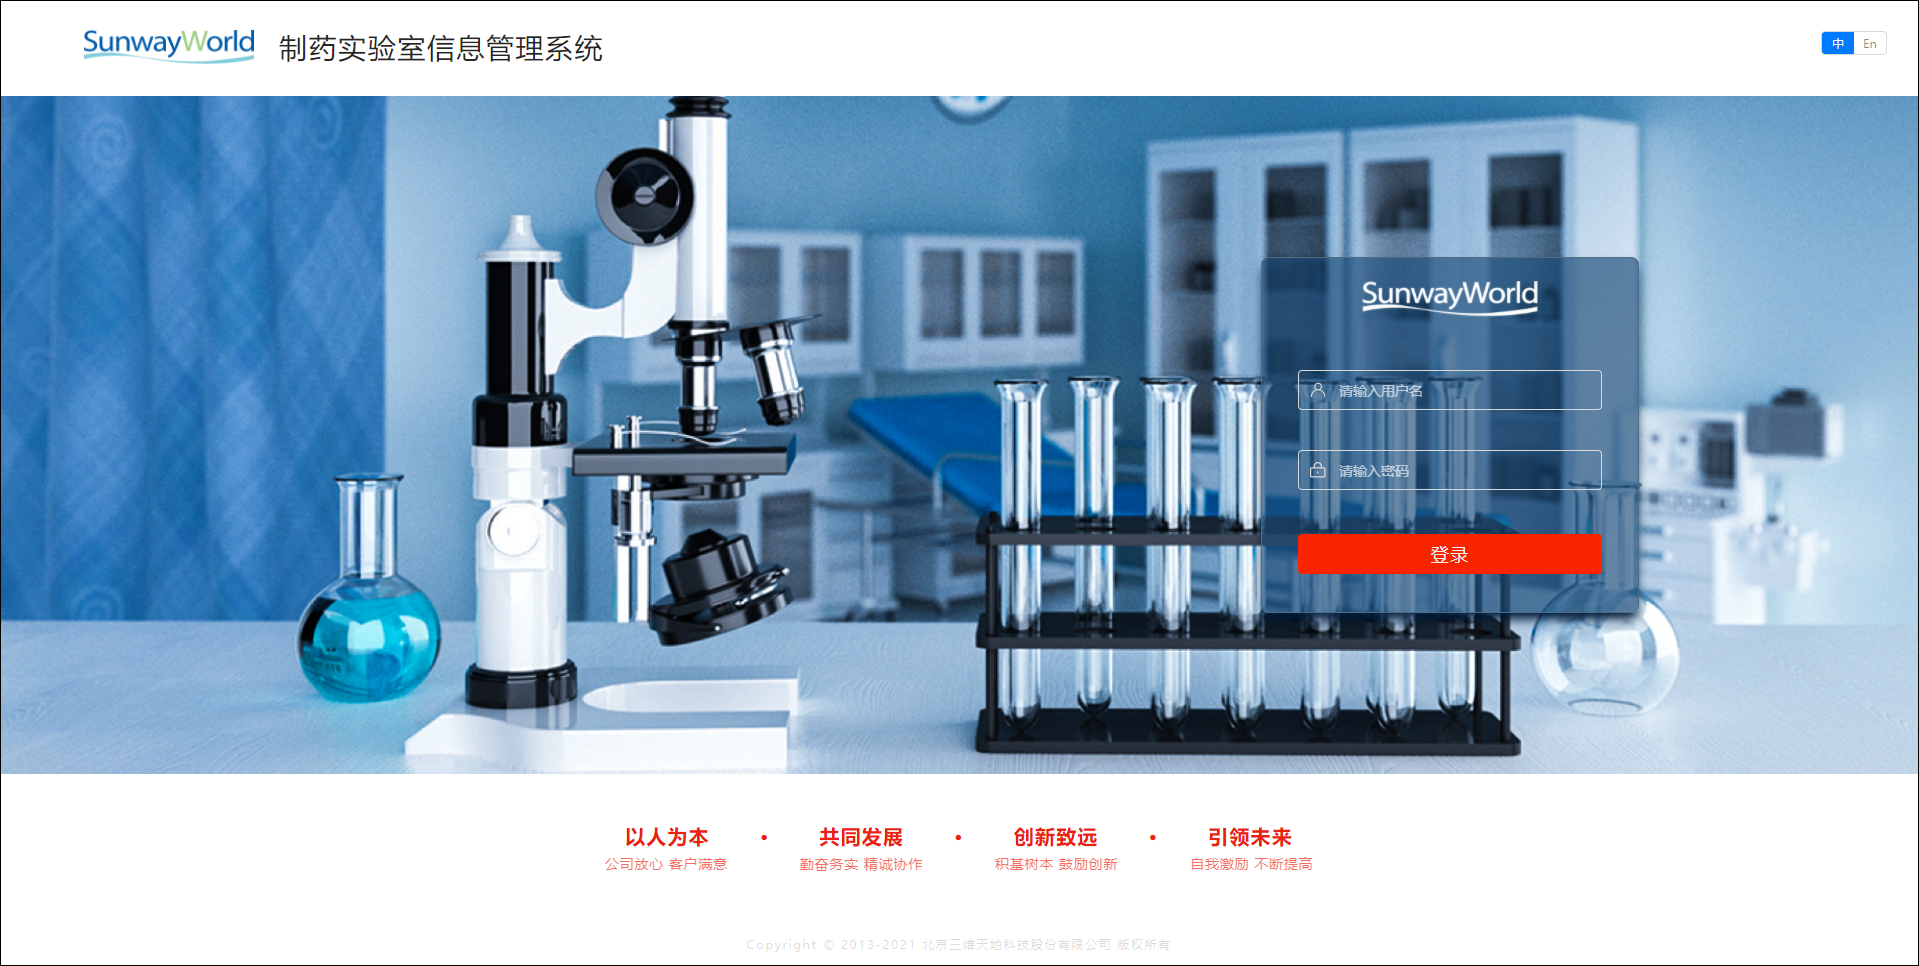 SunwayWorld 制药实验室信息管理系统
中 En
SunwayWorld
请输入用户名
请输入密码
登录
以人为本 • 共同发展 • 创新致远 • 引领未来
公司放心 客户满意 勤奋务实 精诚协作 积基树本 鼓励创新 自我激励 不断提高
Copyright © 2013-2021 北京三维天地科技股份有限公司 版权所有